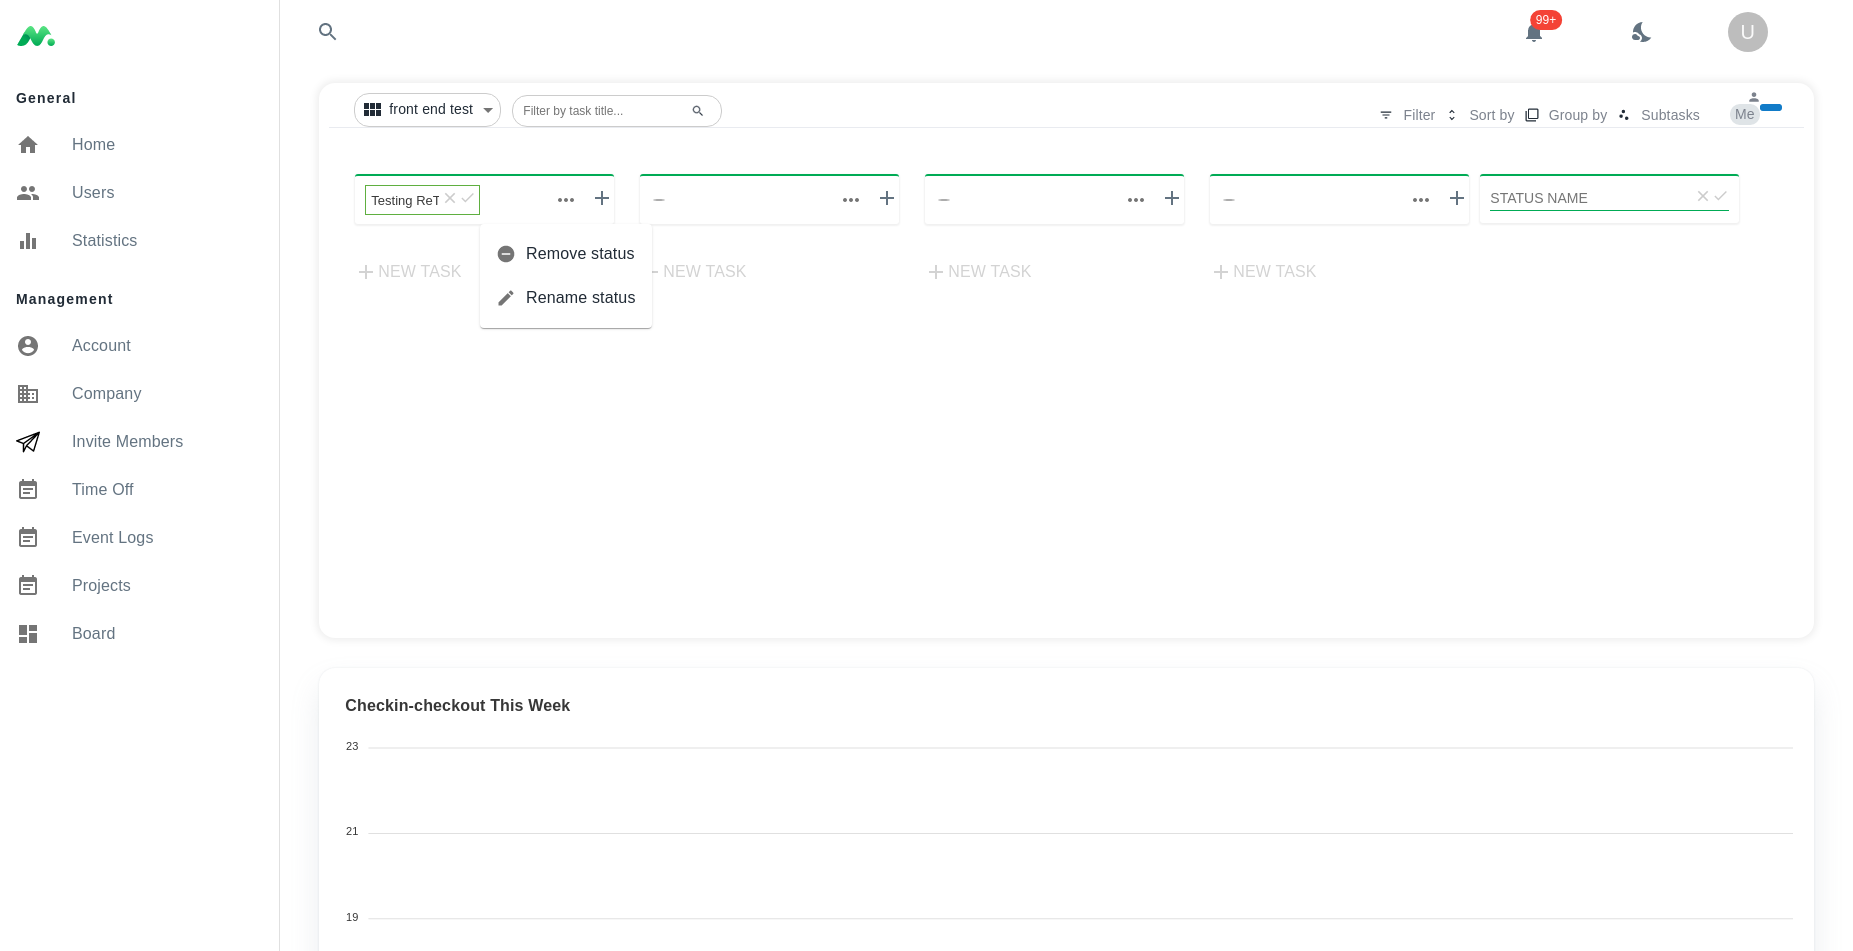 99+
U
General
Home
Users
Statistics
Management
Account
Company
Invite Members
Time Off
Event Logs
Projects
Board
front end test
Filter by task title...
Filter
Sort by
Group by
Subtasks
Me
Testing ReT
STATUS NAME
Remove status
Rename status
NEW TASK
NEW TASK
NEW TASK
NEW TASK
Checkin-checkout This Week
23
21
19